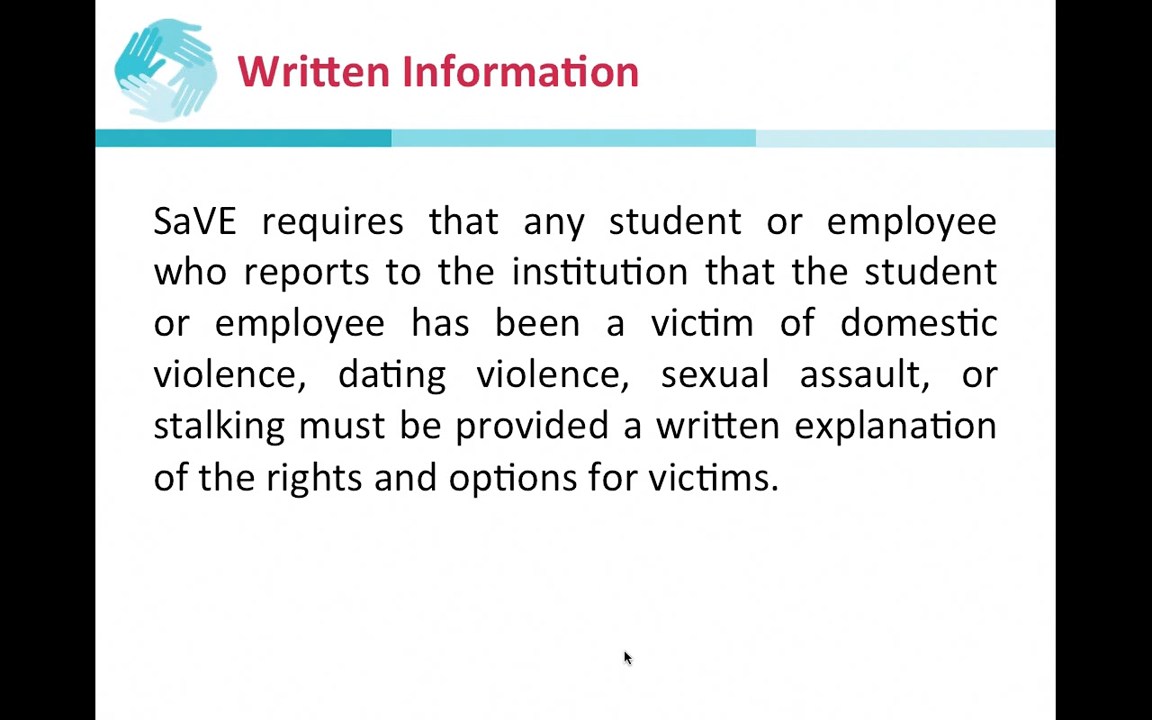 Written Information
SaVE requires that any student or employee
who reports to the institution that the student
or employee has been a victim of domestic
violence, dating violence, sexual assault, or
stalking must be provided a written explanation
of the rights and options for victims.